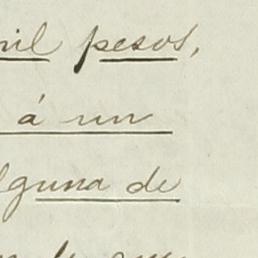 mil pesos,
á un
alguna de